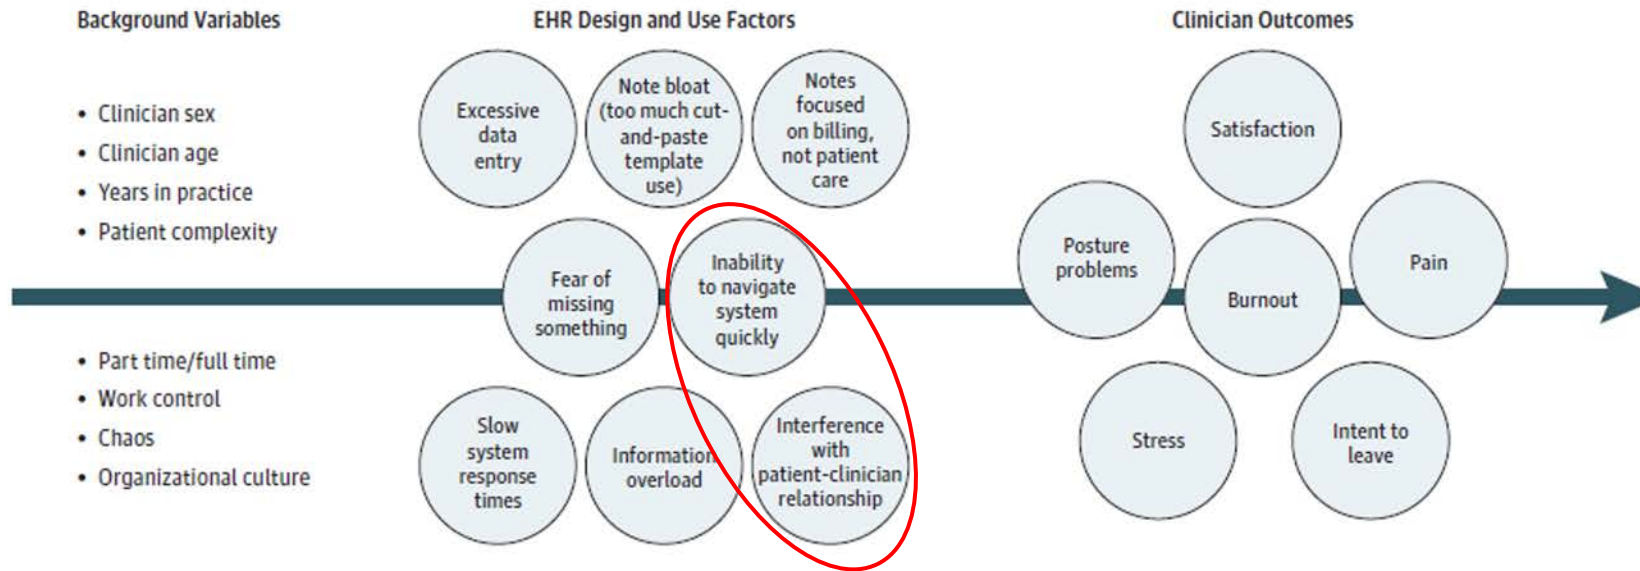 Background Variables
• Clinician sex
• Clinician age
• Years in practice
• Patient complexity
• Part time/full time
• Work control
• Chaos
• Organizational culture
EHR Design and Use Factors
Excessive
data
entry
Note bloat
(too much cut-
and-paste
template
use)
Notes
focused
on billing,
not patient
care
Fear of
missing
something
Inability
to navigate
system
quickly
Slow
system
response
times
Information
overload
Interference
with
patient-clinician
relationship
Clinician Outcomes
Satisfaction
Posture
problems
Burnout
Pain
Stress
Intent to
leave